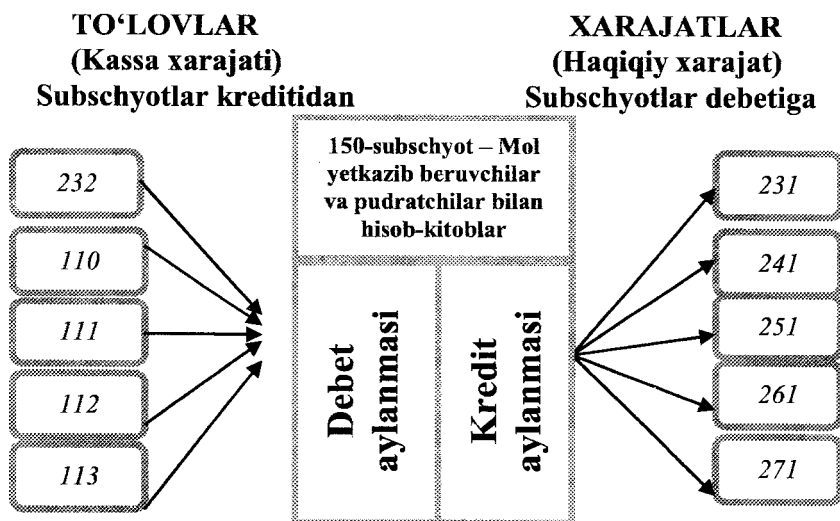 TO‘LOVLAR
(Kassa xarajati)
Subschyotlar kreditidan
XARAJATLAR
(Haqiqiy xarajat)
Subschyotlar debetiga
150-subschyot – Mol
yetkazib beruvchilar
va pudratchilar bilan
hisob-kitoblar
232
110
111
112
113
Debet
aylanmasi
Kredit
aylanmasi
231
241
251
261
271